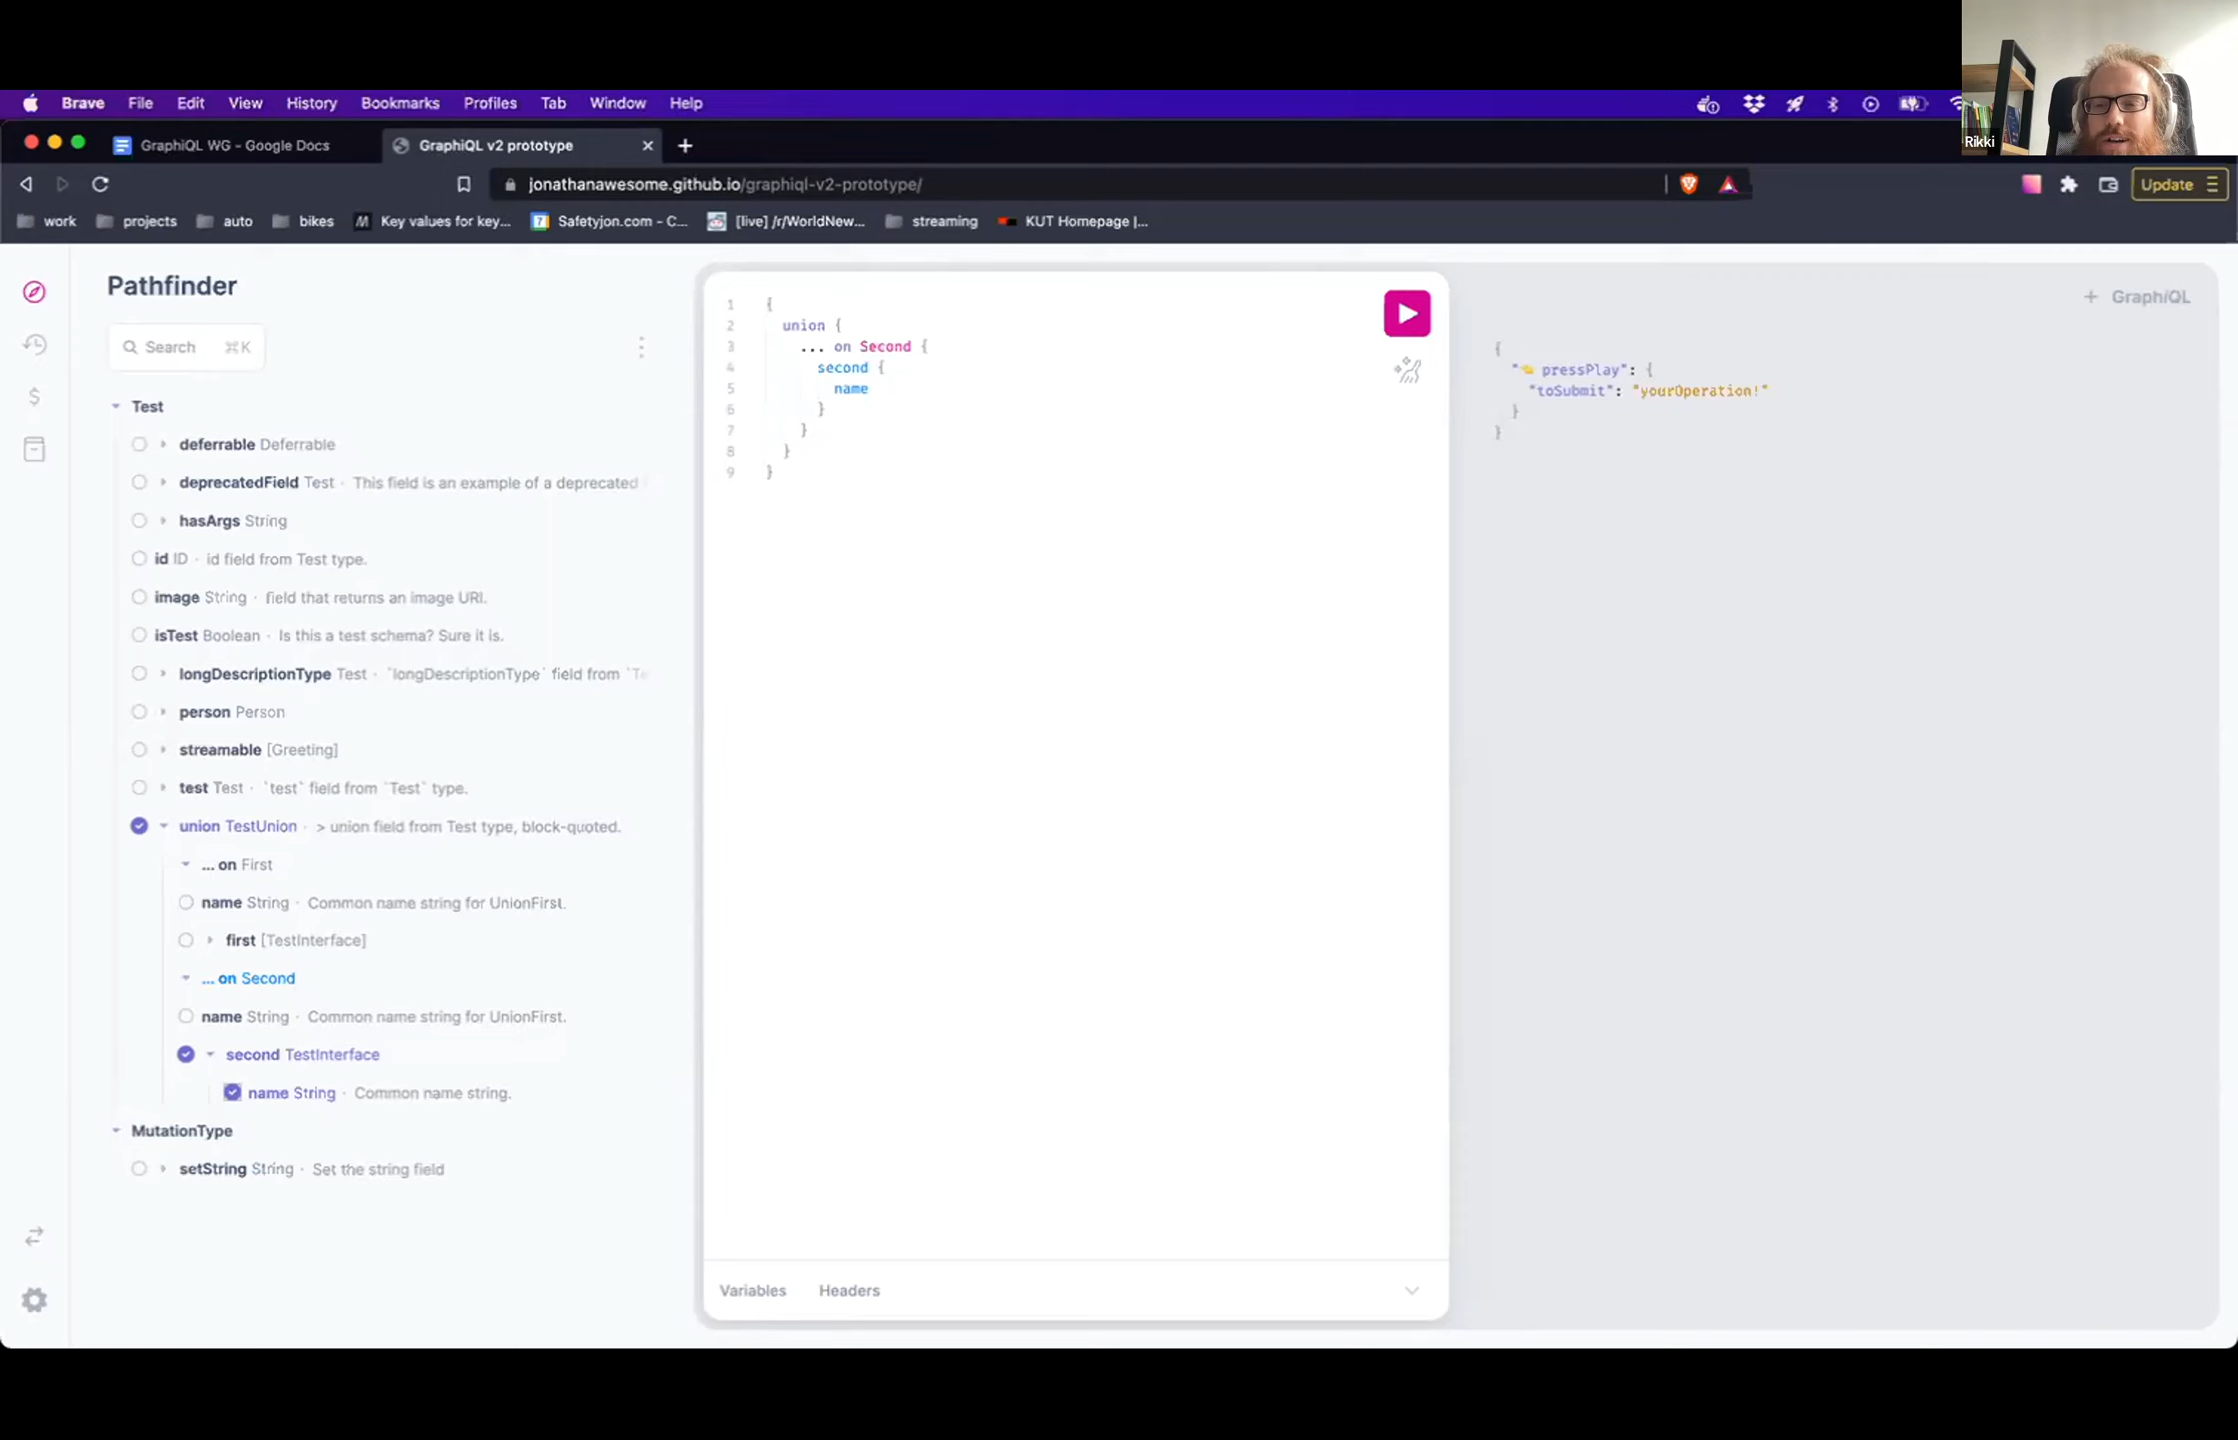 Brave File Edit View History Bookmarks Profiles Tab Window Help
Rikki
GraphiQL WG - Google Docs
GraphiQL v2 prototype
jonathanawesome.github.io/graphiql-v2-prototype/
Update
work projects auto bikes Key values for key... Safetyjon.com - C... [live] /r/WorldNew... streaming KUT Homepage |...
Pathfinder
Search ⌘K
Test
deferrable Deferrable
deprecatedField Test · This field is an example of a deprecated
hasArgs String
id ID · id field from Test type.
image String · field that returns an image URI.
isTest Boolean · Is this a test schema? Sure it is.
longDescriptionType Test · `longDescriptionType` field from `Te
person Person
streamable [Greeting]
test Test · `test` field from `Test` type.
union TestUnion · > union field from Test type, block-quoted.
... on First
name String · Common name string for UnionFirst.
first [TestInterface]
... on Second
name String · Common name string for UnionFirst.
second TestInterface
name String · Common name string.
MutationType
setString String · Set the string field
1 {
2 union {
3 ... on Second {
4 second {
5 name
6 }
7 }
8 }
9 }
Variables Headers
+ GraphiQL
{
"👈 pressPlay": {
"toSubmit": "yourOperation!"
}
}